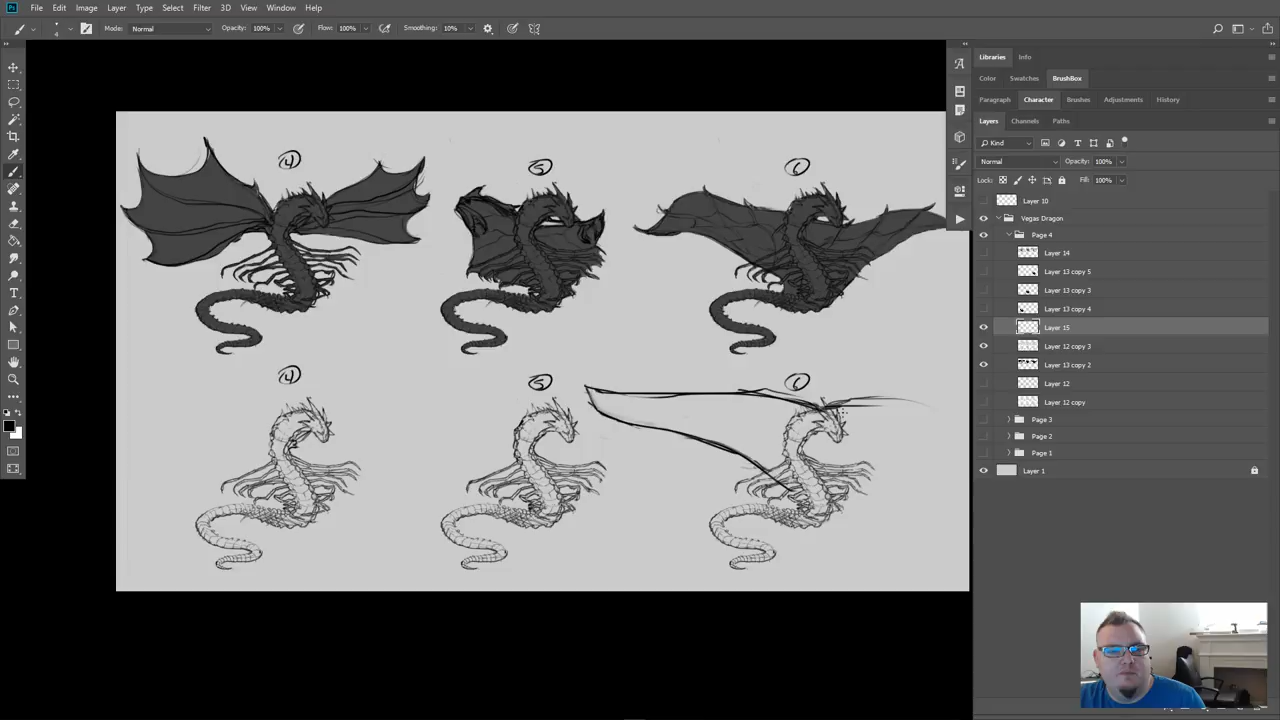 Ps File Edit Image Layer Type Select Filter 3D View Window Help
4 Mode: Normal Opacity: 100% Flow: 100% Smoothing: 10%
Libraries Info
Color Swatches BrushBox
Paragraph Character Brushes Adjustments History
Layers Channels Paths
Kind
Normal Opacity: 100%
Lock: Fill: 100%
Layer 10
Vegas Dragon
Page 4
Layer 14
Layer 13 copy 5
Layer 13 copy 3
Layer 13 copy 4
Layer 15
Layer 12 copy 3
Layer 13 copy 2
Layer 12
Layer 12 copy
Page 3
Page 2
Page 1
Layer 1
4 5 6
4 5 6